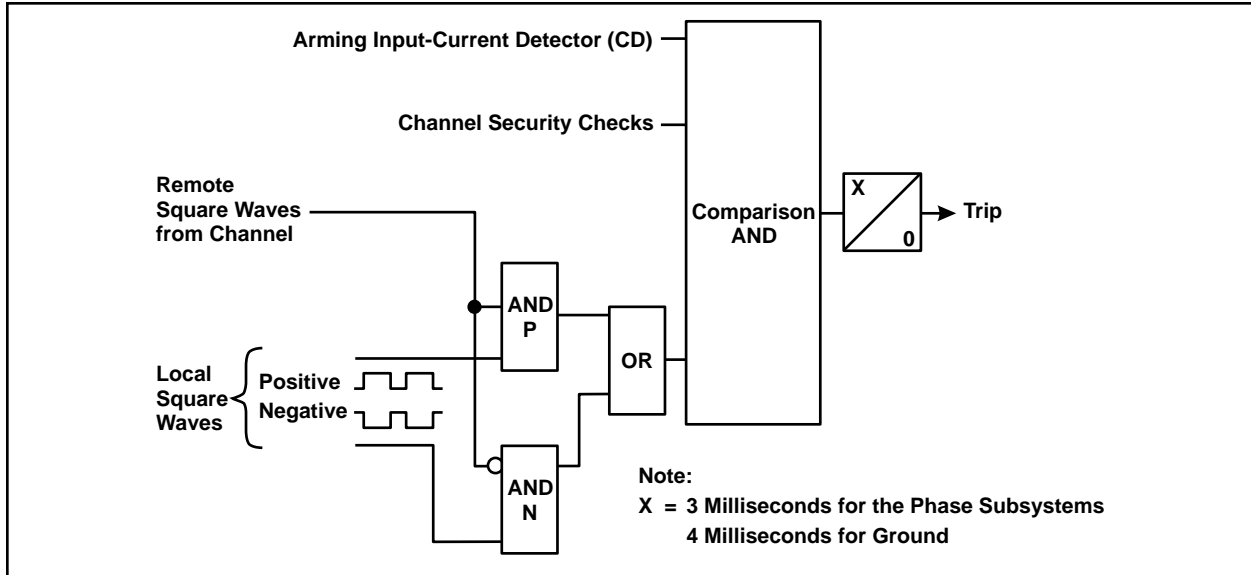 Arming Input-Current Detector (CD)
Channel Security Checks
Remote
Square Waves
from Channel
Local
Square
Waves
Positive
Negative
AND
P
AND
N
OR
Comparison
AND
X
0
Trip
Note:
X = 3 Milliseconds for the Phase Subsystems
4 Milliseconds for Ground